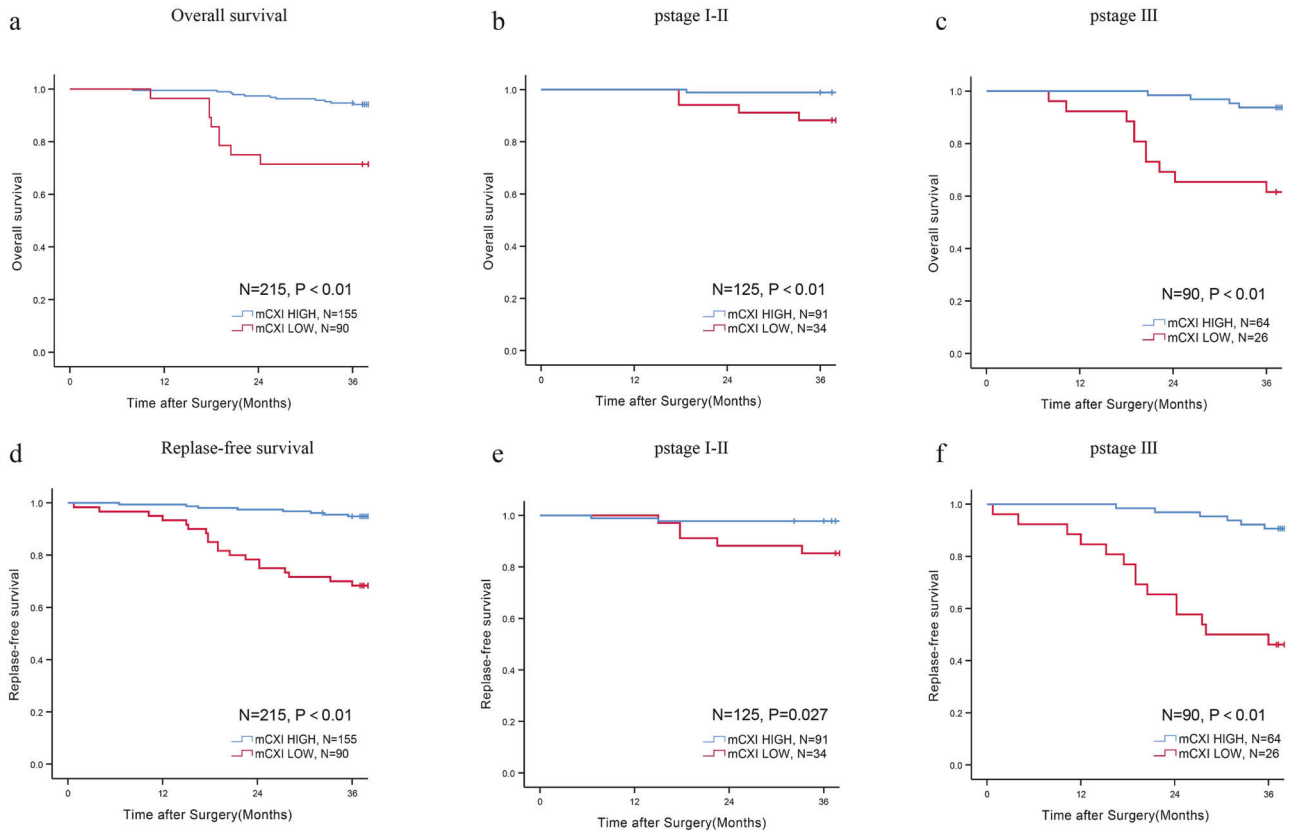 a
Overall survival
1.0
0.8
0.6
0.4
0.2
0.0
Overall survival
N=215, P < 0.01
mCXI HIGH, N=155
mCXI LOW, N=90
0 12 24 36
Time after Surgery(Months)
b
pstage I-II
1.0
0.8
0.6
0.4
0.2
0.0
Overall survival
N=125, P < 0.01
mCXI HIGH, N=91
mCXI LOW, N=34
0 12 24 36
Time after Surgery(Months)
c
pstage III
1.0
0.8
0.6
0.4
0.2
0.0
Overall survival
N=90, P < 0.01
mCXI HIGH, N=64
mCXI LOW, N=26
0 12 24 36
Time after Surgery(Months)
d
Replase-free survival
1.0
0.8
0.6
0.4
0.2
0.0
Replase-free survival
N=215, P < 0.01
mCXI HIGH, N=155
mCXI LOW, N=90
0 12 24 36
Time after Surgery(Months)
e
pstage I-II
1.0
0.8
0.6
0.4
0.2
0.0
Replase-free survival
N=125, P=0.027
mCXI HIGH, N=91
mCXI LOW, N=34
0 12 24 36
Time after Surgery(Months)
f
pstage III
1.0
0.8
0.6
0.4
0.2
0.0
Replase-free survival
N=90, P < 0.01
mCXI HIGH, N=64
mCXI LOW, N=26
0 12 24 36
Time after Surgery(Months)